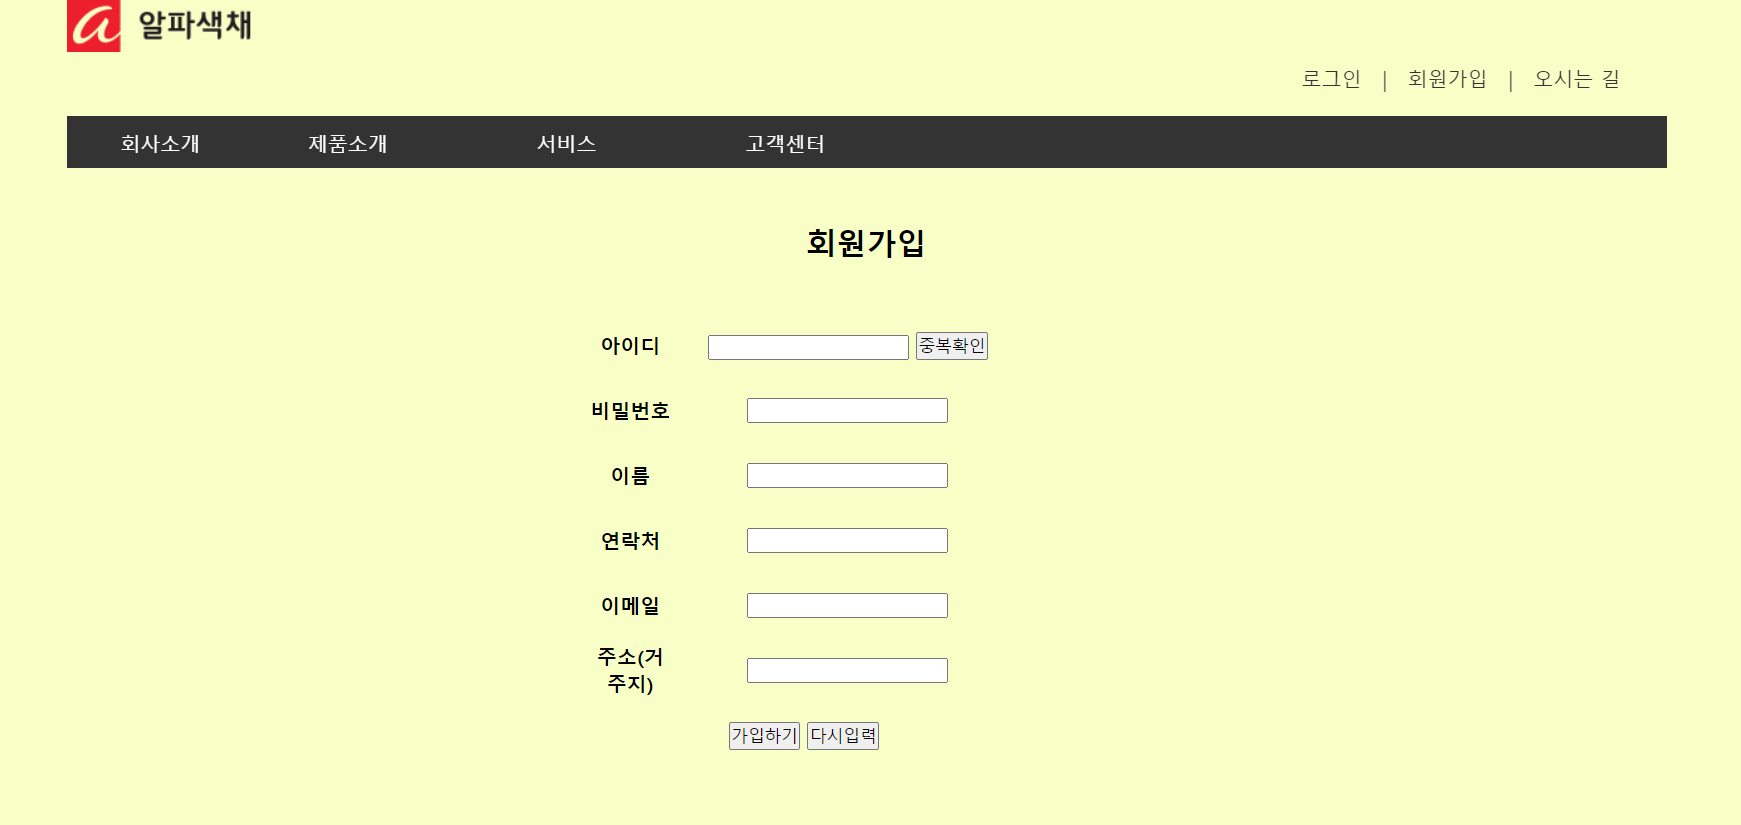 알파색채
로그인 | 회원가입 | 오시는 길
회사소개 제품소개 서비스 고객센터
회원가입
아이디 중복확인
비밀번호
이름
연락처
이메일
주소(거
주지)
가입하기 다시입력